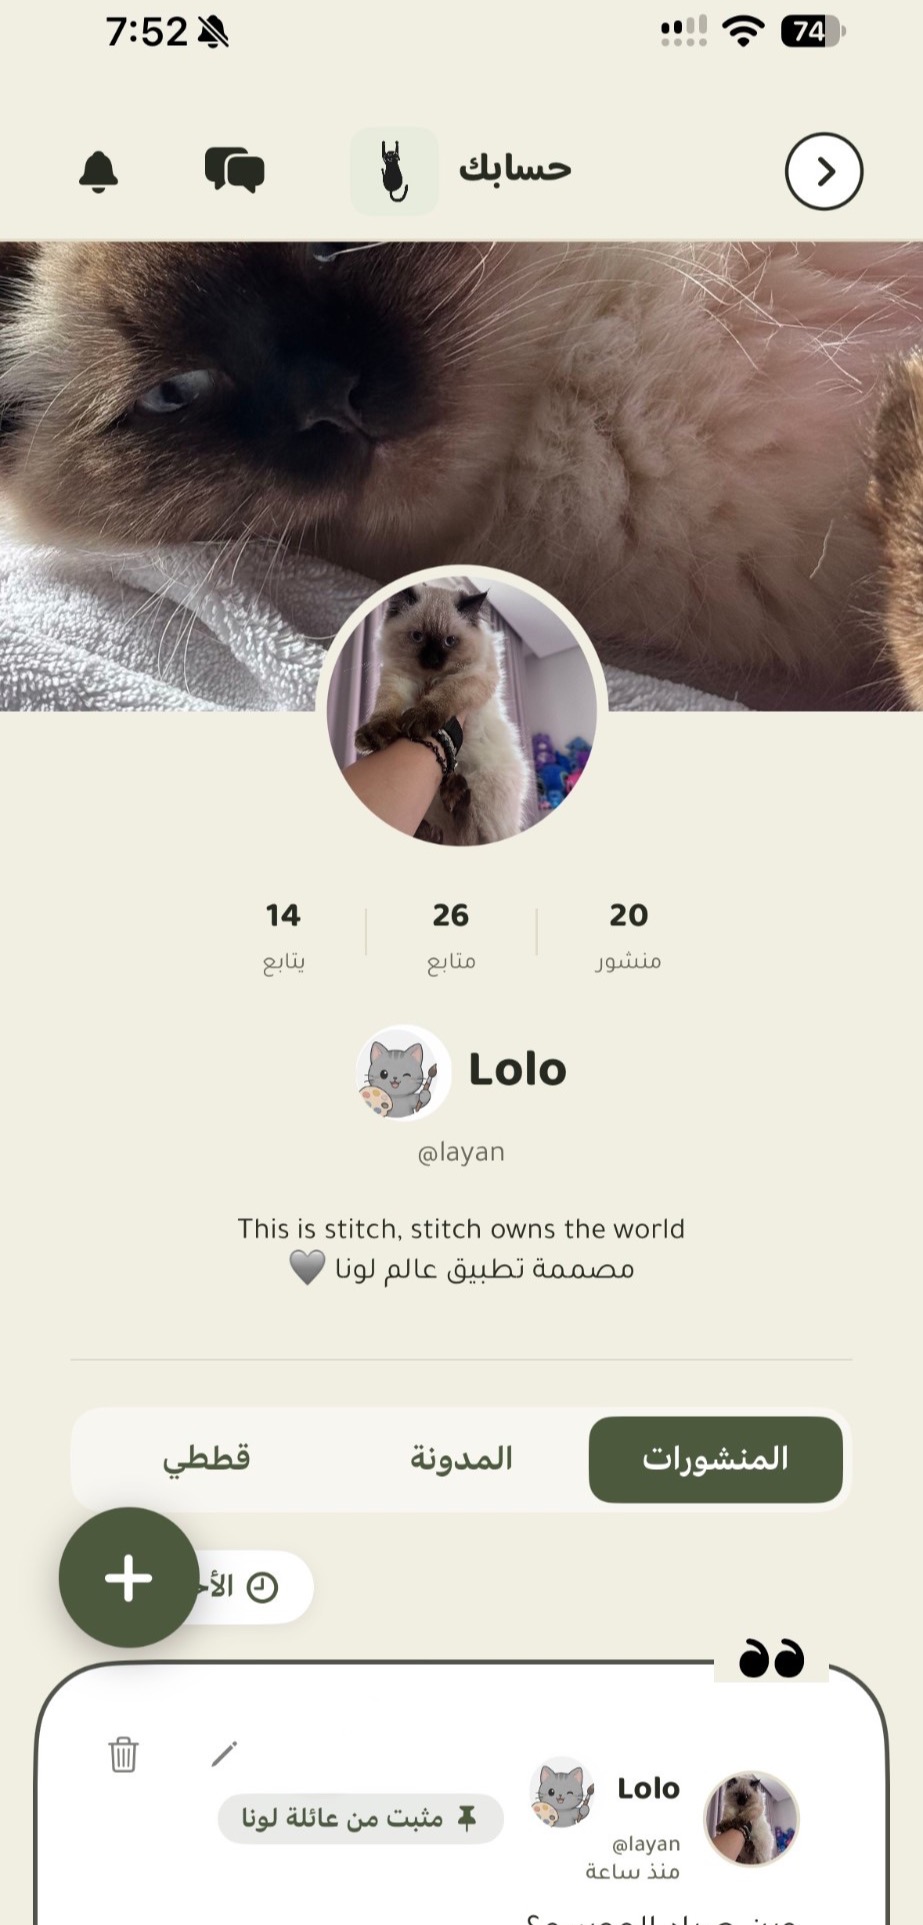 7:52
74
حسابك
20
منشور
26
متابع
14
يتابع
Lolo
@layan
This is stitch, stitch owns the world
مصممة تطبيق عالم لونا 🩶
المنشورات
المدونة
قططي
Lolo
مثبت من عائلة لونا
@layan
منذ ساعة